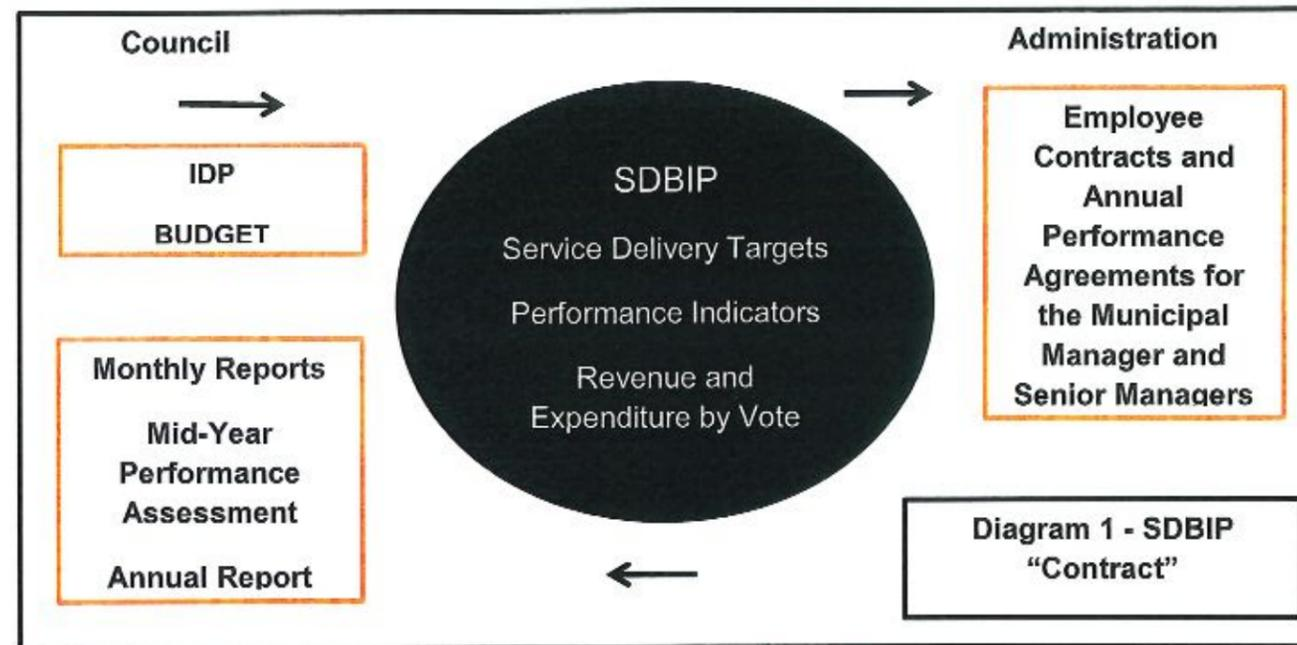 Council
Administration
IDP
BUDGET
Monthly Reports
Mid-Year
Performance
Assessment
Annual Report
SDBIP
Service Delivery Targets
Performance Indicators
Revenue and
Expenditure by Vote
Employee
Contracts and
Annual
Performance
Agreements for
the Municipal
Manager and
Senior Managers
Diagram 1 - SDBIP
“Contract”